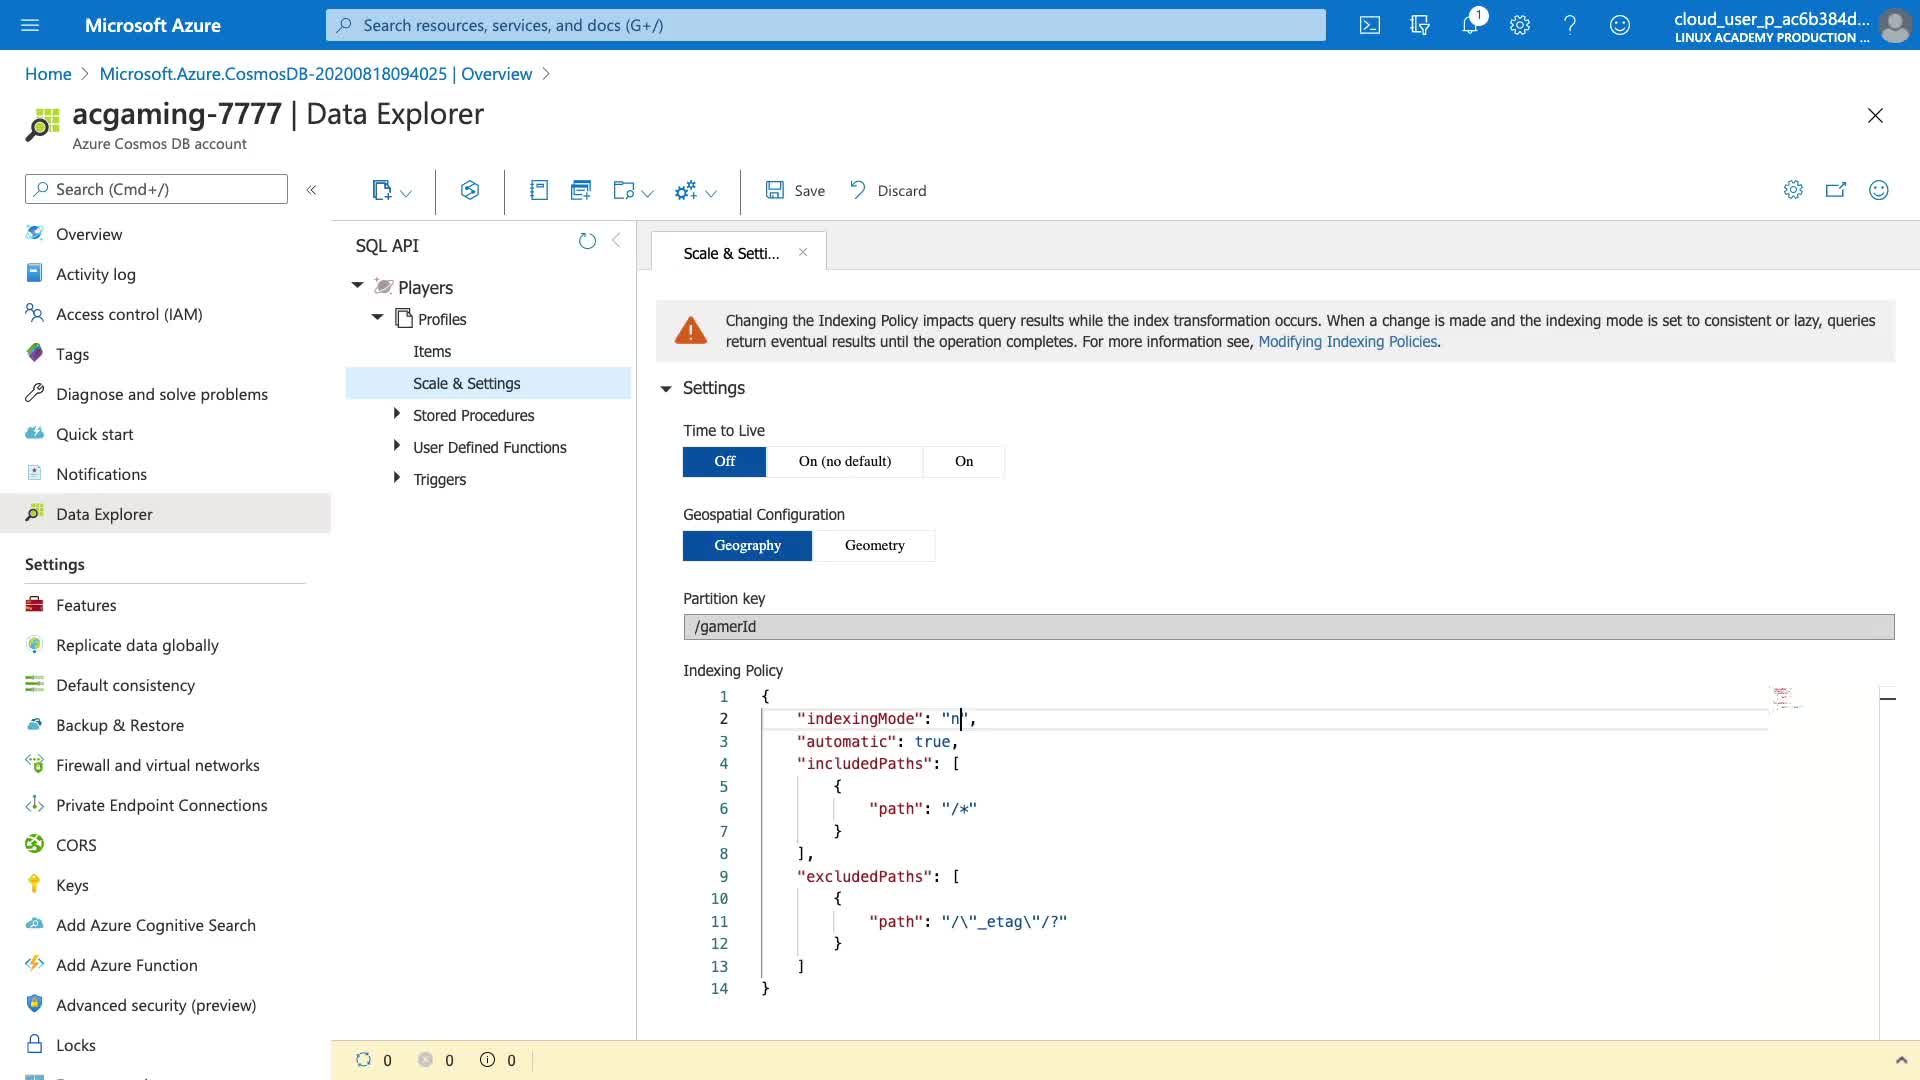 Microsoft Azure
Search resources, services, and docs (G+/)
1
cloud_user_p_ac6b384d...
LINUX ACADEMY PRODUCTION ...
Home > Microsoft.Azure.CosmosDB-20200818094025 | Overview >
acgaming-7777 | Data Explorer
Azure Cosmos DB account
Search (Cmd+/)
«
Save
Discard
Overview
Activity log
Access control (IAM)
Tags
Diagnose and solve problems
Quick start
Notifications
Data Explorer
Settings
Features
Replicate data globally
Default consistency
Backup & Restore
Firewall and virtual networks
Private Endpoint Connections
CORS
Keys
Add Azure Cognitive Search
Add Azure Function
Advanced security (preview)
Locks
SQL API
Players
Profiles
Items
Scale & Settings
Stored Procedures
User Defined Functions
Triggers
Scale & Setti...
Changing the Indexing Policy impacts query results while the index transformation occurs. When a change is made and the indexing mode is set to consistent or lazy, queries
return eventual results until the operation completes. For more information see, Modifying Indexing Policies.
Settings
Time to Live
Off On (no default) On
Geospatial Configuration
Geography Geometry
Partition key
/gamerId
Indexing Policy
1 {
2 "indexingMode": "n",
3 "automatic": true,
4 "includedPaths": [
5 {
6 "path": "/*"
7 }
8 ],
9 "excludedPaths": [
10 {
11 "path": "/\"_etag\"/?"
12 }
13 ]
14 }
0 0 0